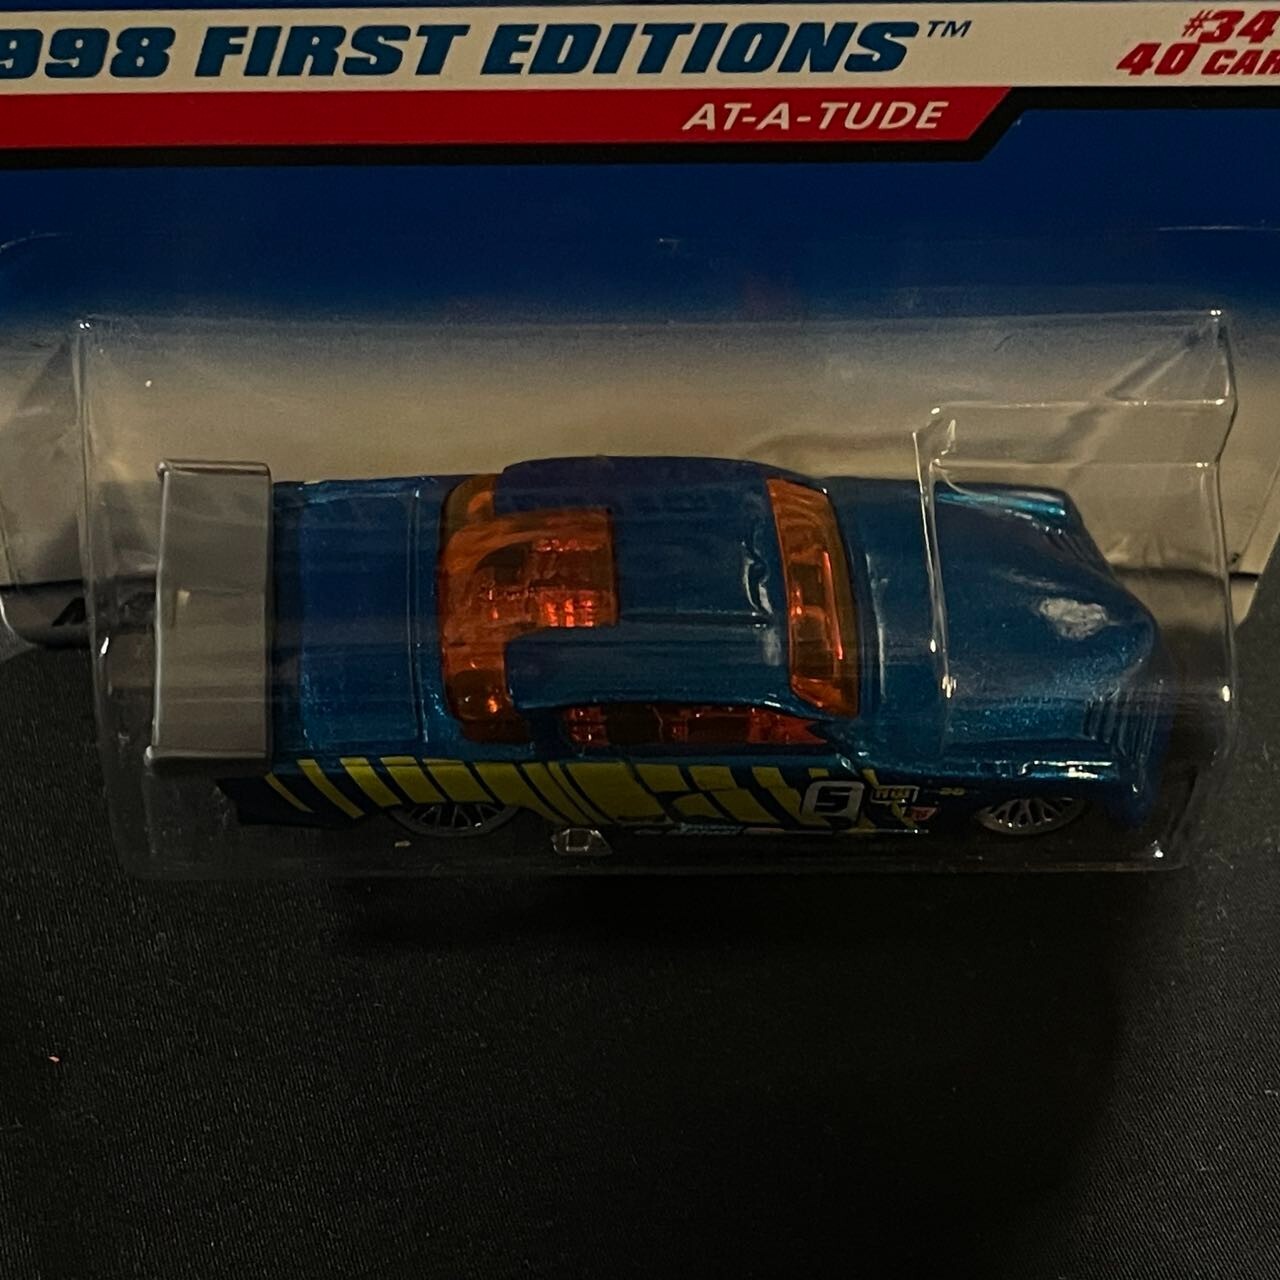 998 FIRST EDITIONS™
#34
40 CAR
AT-A-TUDE